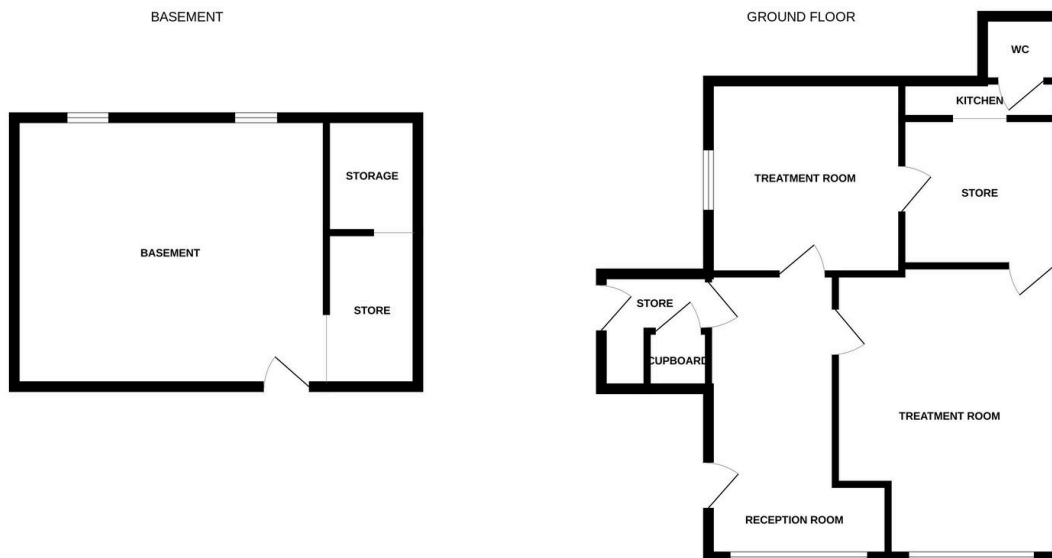 BASEMENT
STORAGE
BASEMENT
STORE
GROUND FLOOR
WC
KITCHEN
TREATMENT ROOM
STORE
STORE
CUPBOARD
TREATMENT ROOM
RECEPTION ROOM